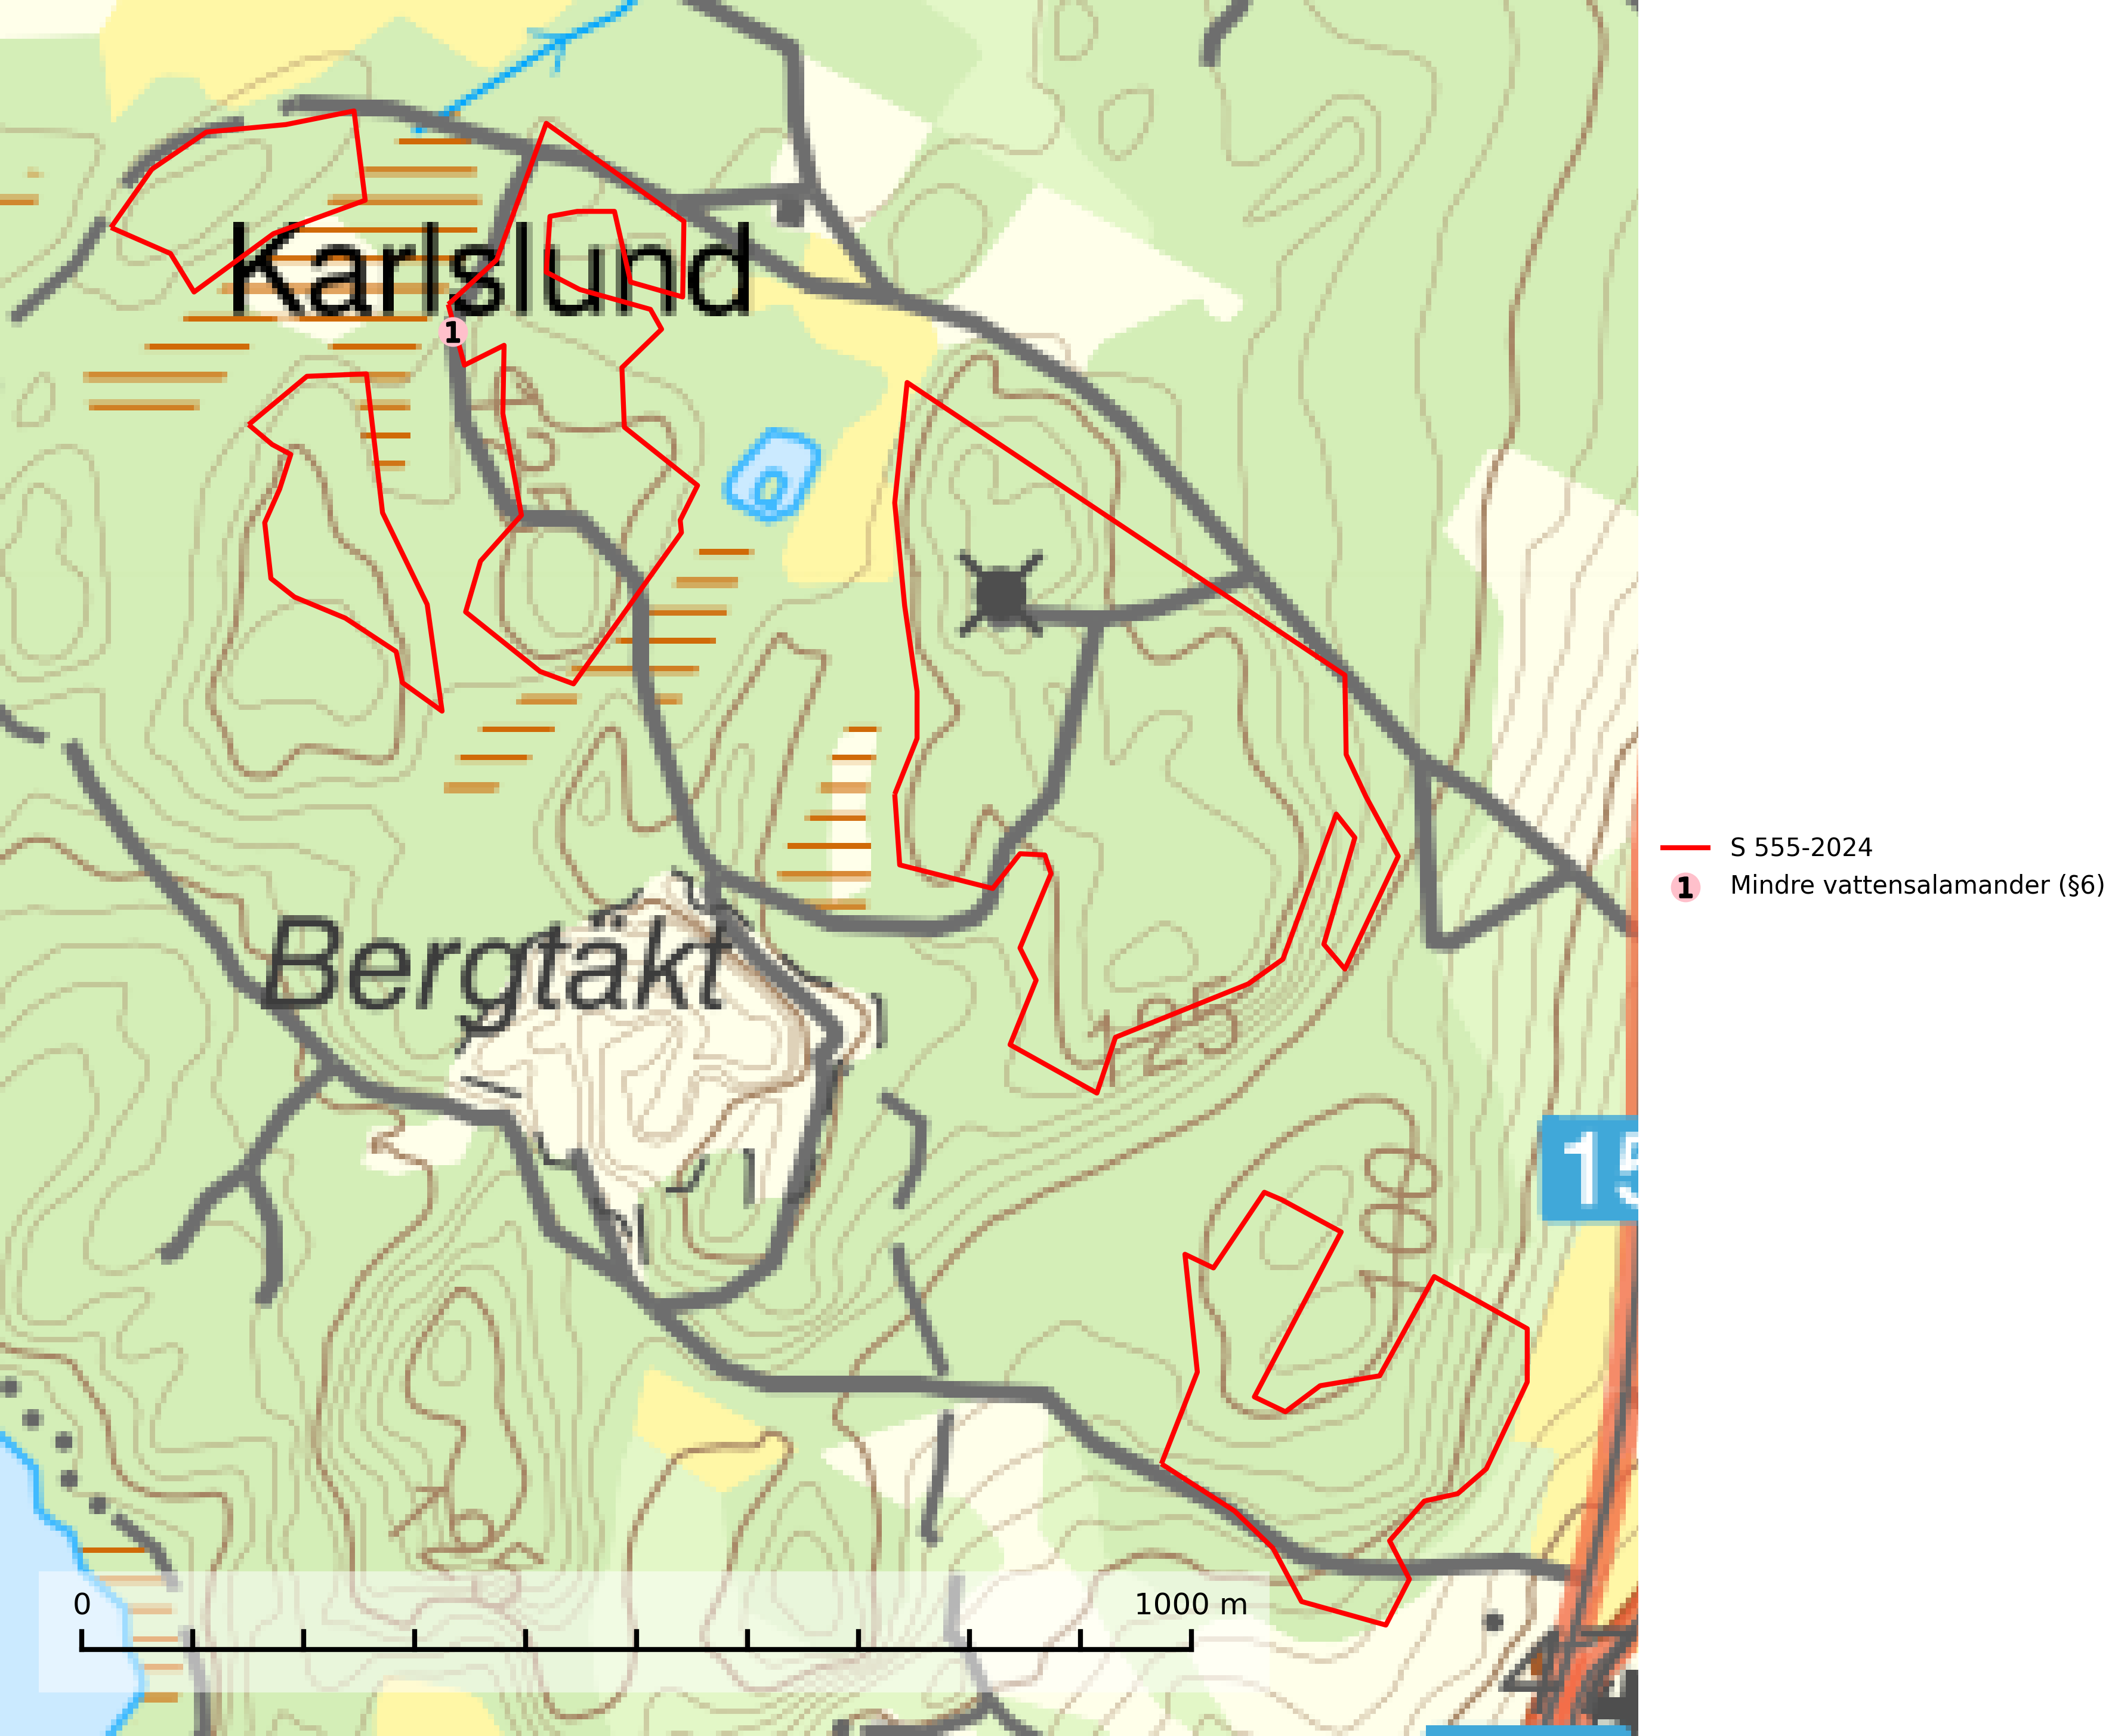 Karlslund
1
Bergtäkt
125
15
100
0
1000 m
S 555-2024
1 Mindre vattensalamander (§6)